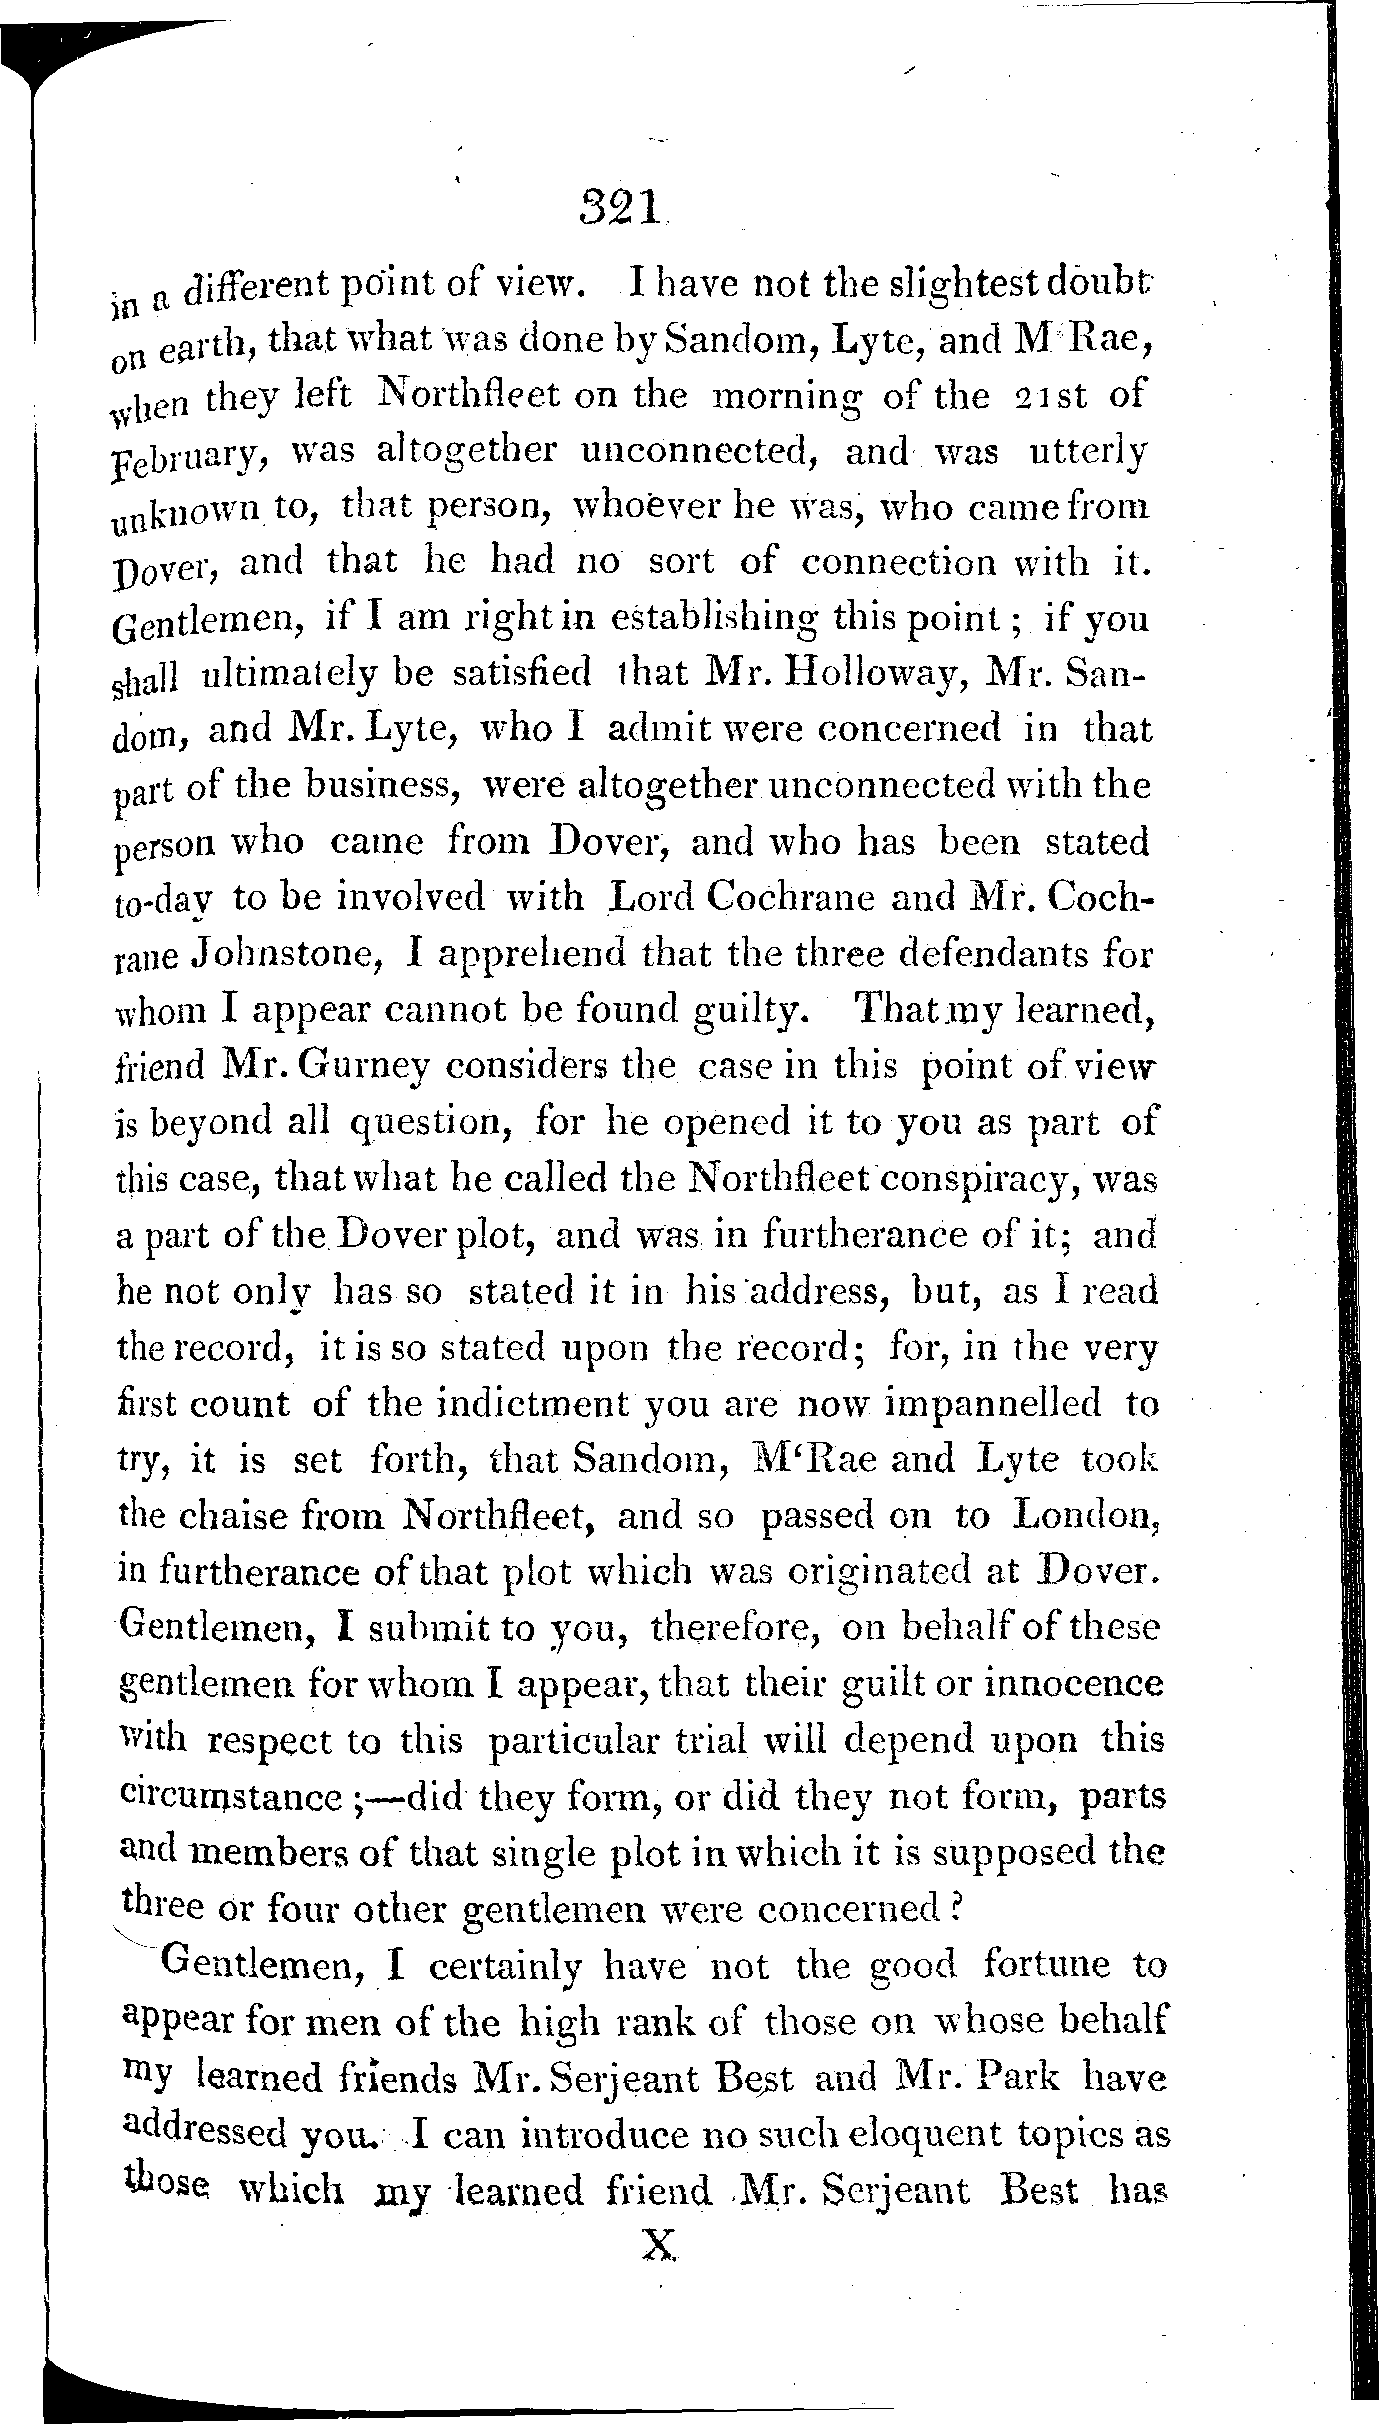 321
in a different point of view. I have not the slightest doubt
on earth, that what was done by Sandom, Lyte, and M'Rae,
when they left Northfleet on the morning of the 21st of
February, was altogether unconnected, and was utterly
unknown to, that person, whoever he was, who came from
Dover, and that he had no sort of connection with it.
Gentlemen, if I am right in establishing this point; if you
shall ultimately be satisfied that Mr. Holloway, Mr. San-
dom, and Mr. Lyte, who I admit were concerned in that
part of the business, were altogether unconnected with the
person who came from Dover, and who has been stated
to-day to be involved with Lord Cochrane and Mr. Coch-
rane Johnstone, I apprehend that the three defendants for
whom I appear cannot be found guilty. That my learned,
friend Mr. Gurney considers the case in this point of view
is beyond all question, for he opened it to you as part of
this case, that what he called the Northfleet conspiracy, was
a part of the Dover plot, and was in furtherance of it; and
he not only has so stated it in his address, but, as I read
the record, it is so stated upon the record; for, in the very
first count of the indictment you are now impannelled to
try, it is set forth, that Sandom, M'Rae and Lyte took
the chaise from Northfleet, and so passed on to London,
in furtherance of that plot which was originated at Dover.
Gentlemen, I submit to you, therefore, on behalf of these
gentlemen for whom I appear, that their guilt or innocence
with respect to this particular trial will depend upon this
circumstance;—did they form, or did they not form, parts
and members of that single plot in which it is supposed the
three or four other gentlemen were concerned?
Gentlemen, I certainly have not the good fortune to
appear for men of the high rank of those on whose behalf
my learned friends Mr. Serjeant Best and Mr. Park have
addressed you. I can introduce no such eloquent topics as
those which my learned friend Mr. Serjeant Best has
X